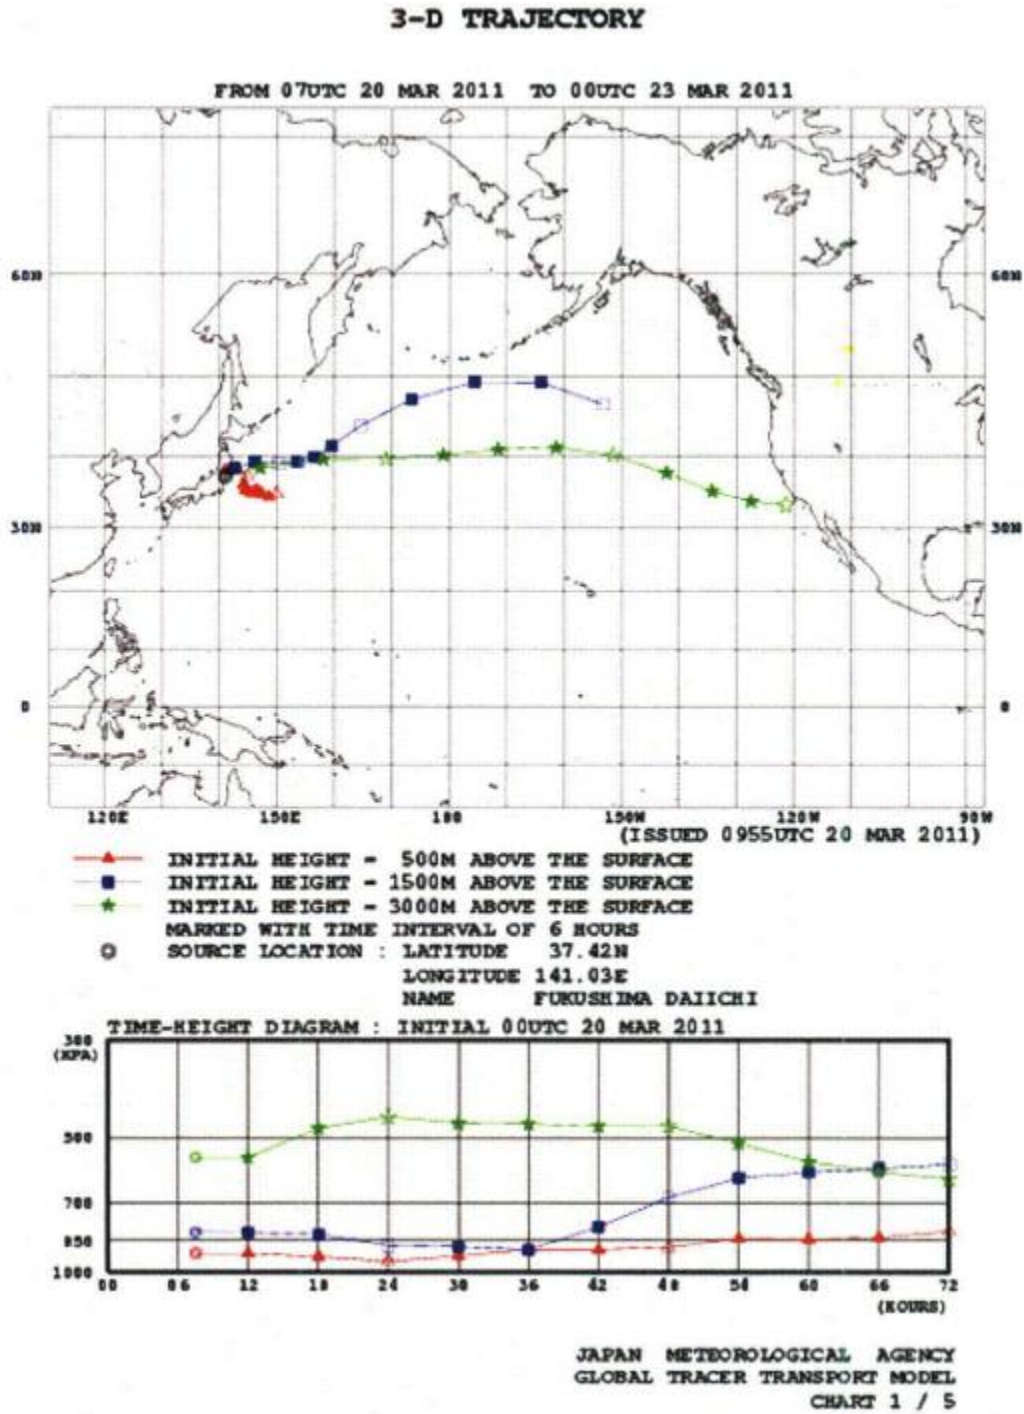 3-D TRAJECTORY
FROM 07UTC 20 MAR 2011 TO 00UTC 23 MAR 2011
60N 60N
30N 30N
0 0
120E 150E 180 150W 120W 90W
(ISSUED 0955UTC 20 MAR 2011)
INITIAL HEIGHT - 500M ABOVE THE SURFACE
INITIAL HEIGHT - 1500M ABOVE THE SURFACE
INITIAL HEIGHT - 3000M ABOVE THE SURFACE
MARKED WITH TIME INTERVAL OF 6 HOURS
SOURCE LOCATION : LATITUDE 37.42N
LONGITUDE 141.03E
NAME FUKUSHIMA DAIICHI
TIME-HEIGHT DIAGRAM : INITIAL 00UTC 20 MAR 2011
300
(HPA)
500
700
850
1000
00 06 12 18 24 30 36 42 48 54 60 66 72
(HOURS)
JAPAN METEOROLOGICAL AGENCY
GLOBAL TRACER TRANSPORT MODEL
CHART 1 / 5